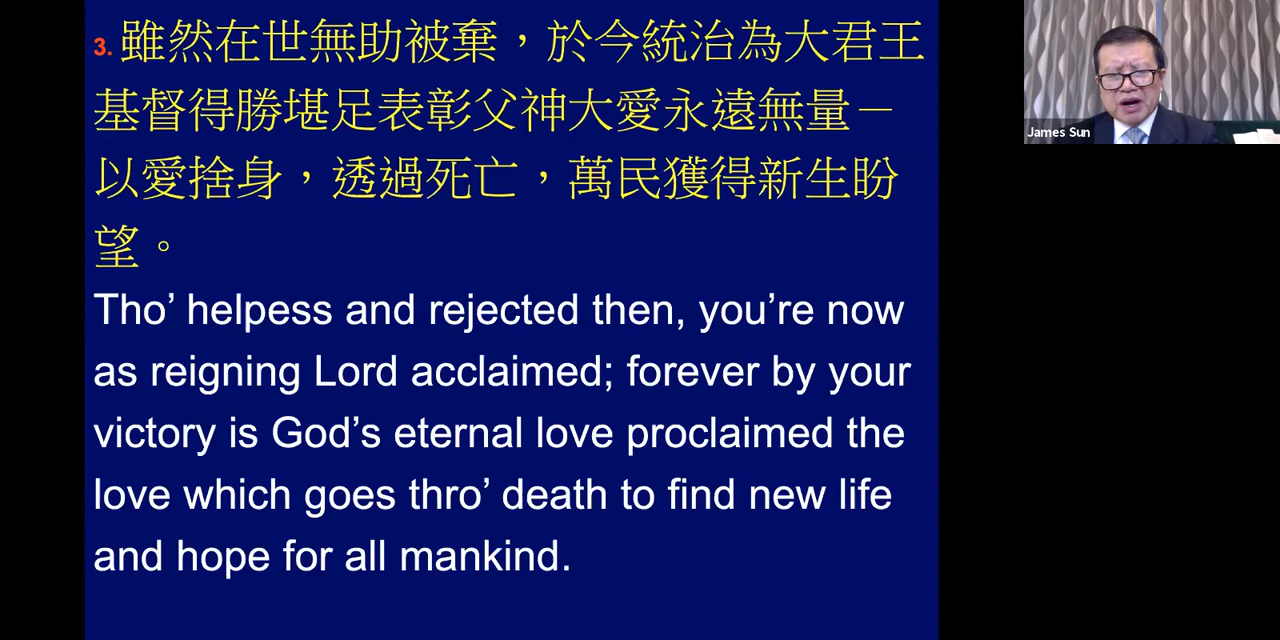 3. 雖然在世無助被棄，於今統治為大君王
基督得勝堪足表彰父神大愛永遠無量－
以愛捨身，透過死亡，萬民獲得新生盼
望。
Tho’ helpess and rejected then, you’re now
as reigning Lord acclaimed; forever by your
victory is God’s eternal love proclaimed the
love which goes thro’ death to find new life
and hope for all mankind.
James Sun